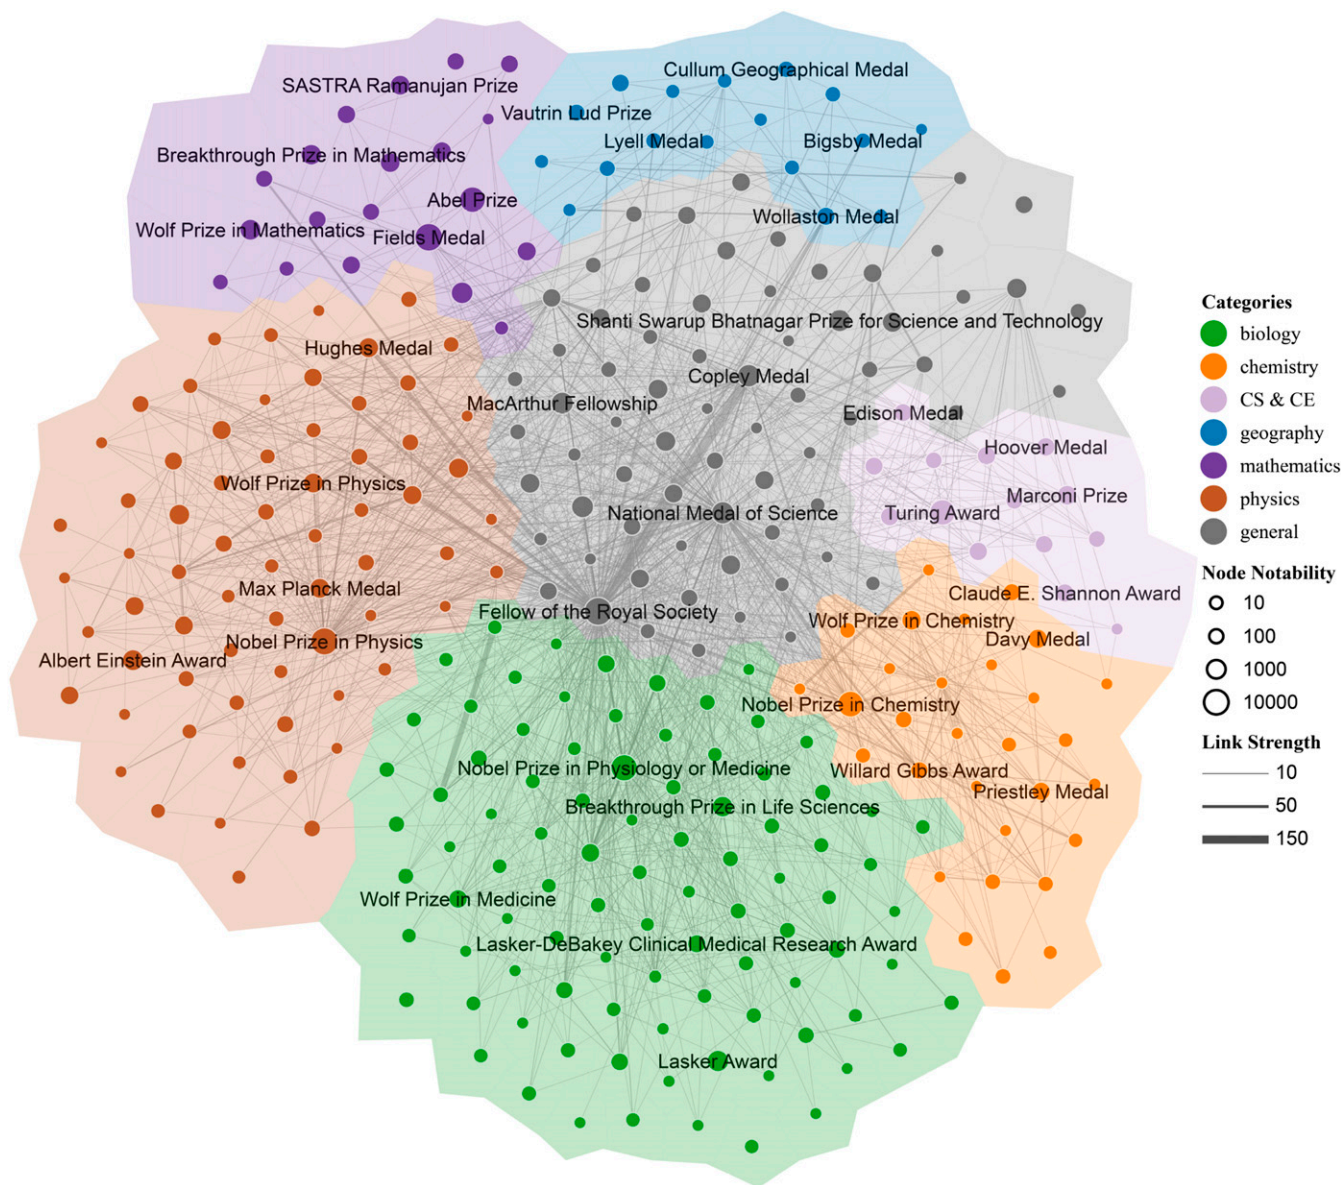 SASTRA Ramanujan Prize
Breakthrough Prize in Mathematics
Abel Prize
Wolf Prize in Mathematics
Fields Medal
Cullum Geographical Medal
Vautrin Lud Prize
Lyell Medal
Bigsby Medal
Wollaston Medal
Shanti Swarup Bhatnagar Prize for Science and Technology
Hughes Medal
Copley Medal
MacArthur Fellowship
Edison Medal
Hoover Medal
Wolf Prize in Physics
Marconi Prize
National Medal of Science
Turing Award
Max Planck Medal
Claude E. Shannon Award
Fellow of the Royal Society
Wolf Prize in Chemistry
Davy Medal
Nobel Prize in Physics
Albert Einstein Award
Nobel Prize in Chemistry
Nobel Prize in Physiology or Medicine
Willard Gibbs Award
Priestley Medal
Breakthrough Prize in Life Sciences
Wolf Prize in Medicine
Lasker-DeBakey Clinical Medical Research Award
Lasker Award
Categories
biology
chemistry
CS & CE
geography
mathematics
physics
general
Node Notability
10
100
1000
10000
Link Strength
10
50
150